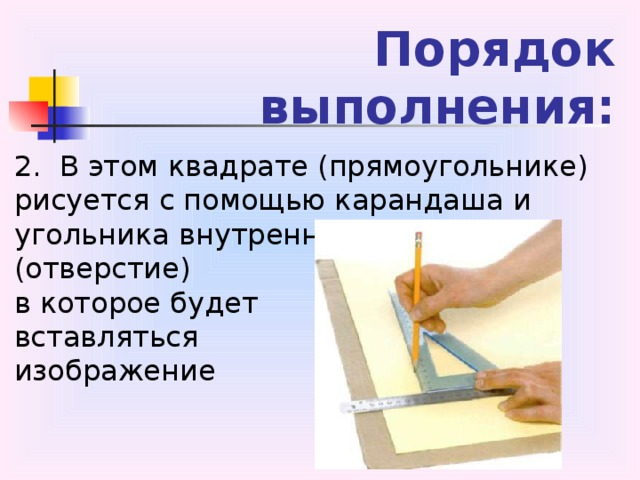 Порядок
выполнения:
2. В этом квадрате (прямоугольнике)
рисуется с помощью карандаша и
угольника
(отверстие)
в которое будет
вставляться
изображение